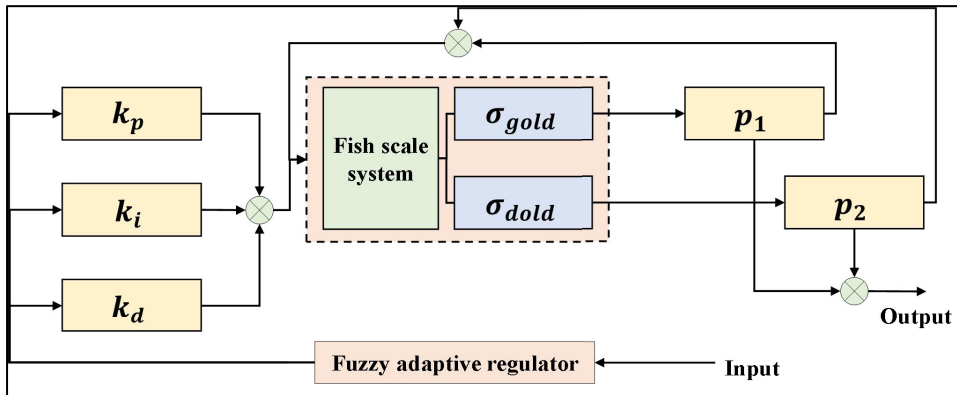 k_p
k_i
k_d
Fish scale
system
σ_gold
σ_dold
p_1
p_2
Output
Fuzzy adaptive regulator
Input